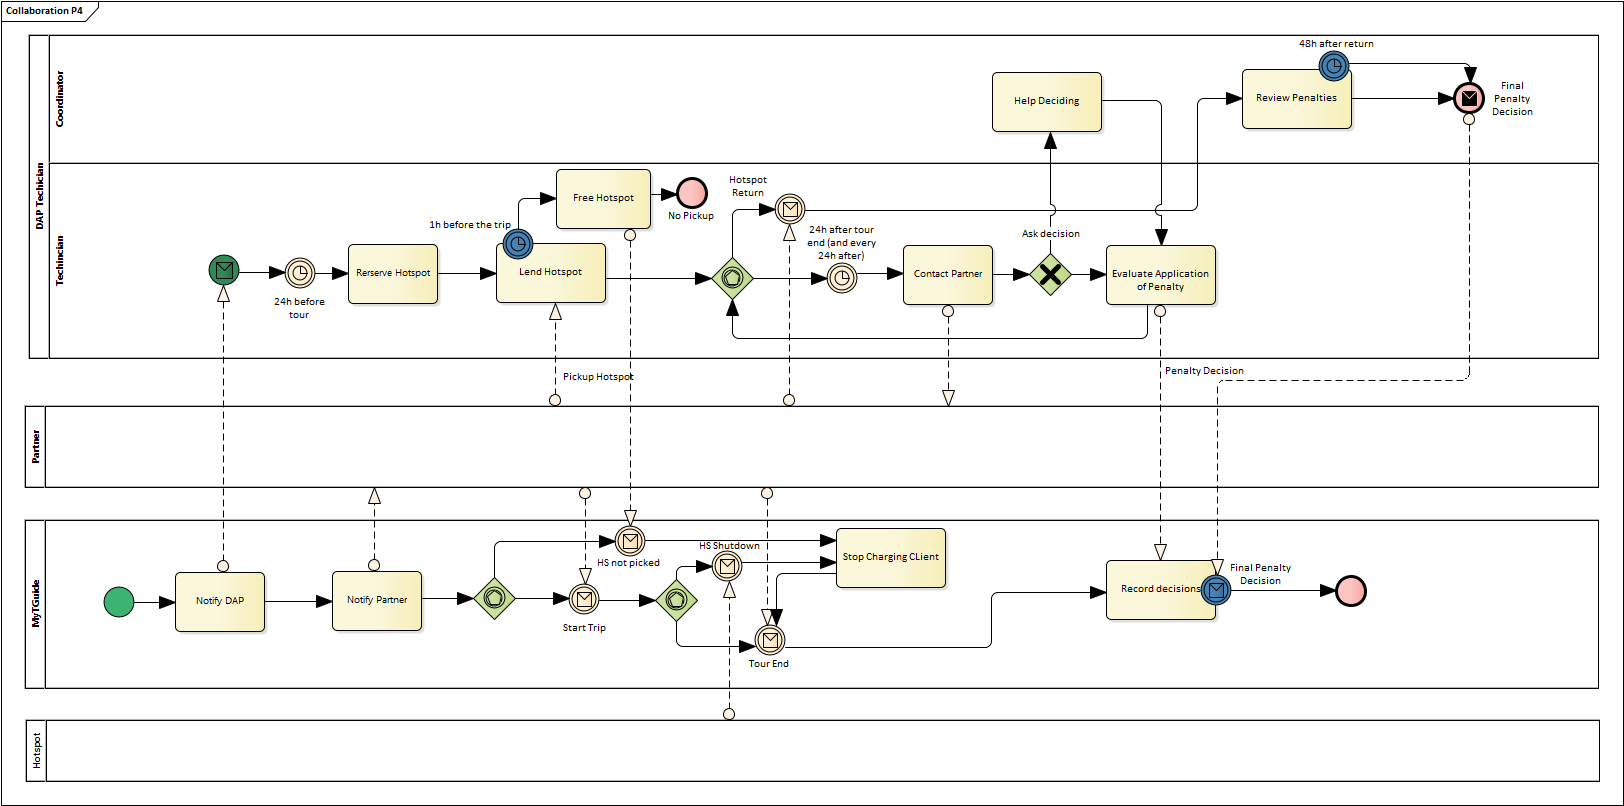 Collaboration P4
DAP Techician
Coordinator
48h after return
Help Deciding
Review Penalties
Final
Penalty
Decision
Techincian
Hotspot
Return
Free Hotspot
No Pickup
1h before the trip
24h after tour
end (and every
24h after)
Ask decision
24h before
tour
Rerserve Hotspot
Lend Hotspot
Contact Partner
Evaluate Application
of Penalty
Pickup Hotspot
Penalty Decision
Partner
MyTGuide
Notify DAP
Notify Partner
HS not picked
Start Trip
HS Shutdown
Stop Charging CLient
Tour End
Record decisions
Final Penalty
Decision
Hotspot